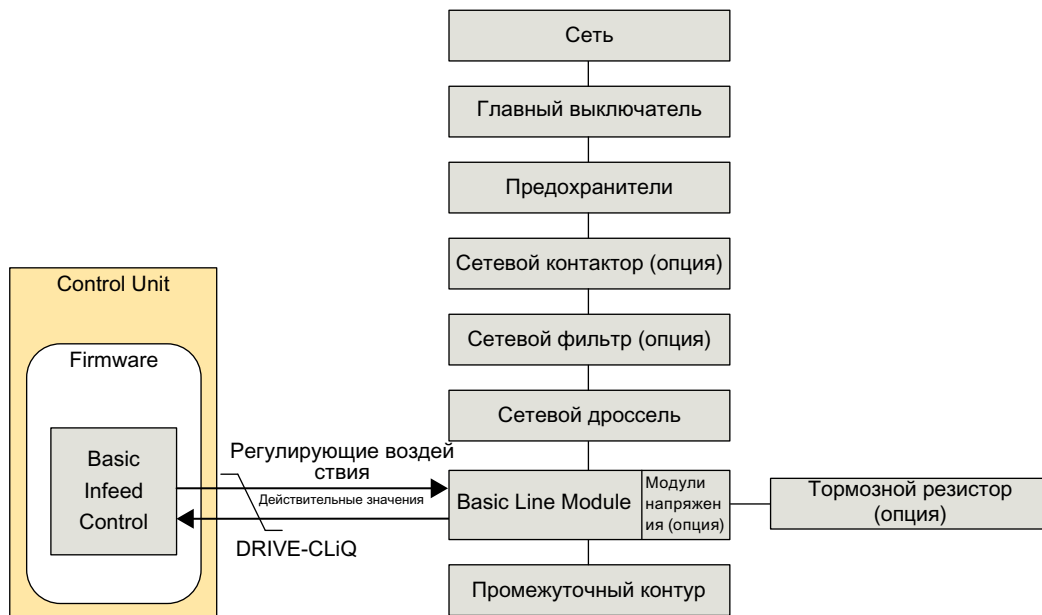 Сеть
Главный выключатель
Предохранители
Сетевой контактор (опция)
Сетевой фильтр (опция)
Сетевой дроссель
Control Unit
Firmware
Basic
Infeed
Control
Регулирующие воздей
ствия
Действительные значения
DRIVE-CLiQ
Basic Line Module
Модули
напряжен
ия (опция)
Тормозной резистор
(опция)
Промежуточный контур